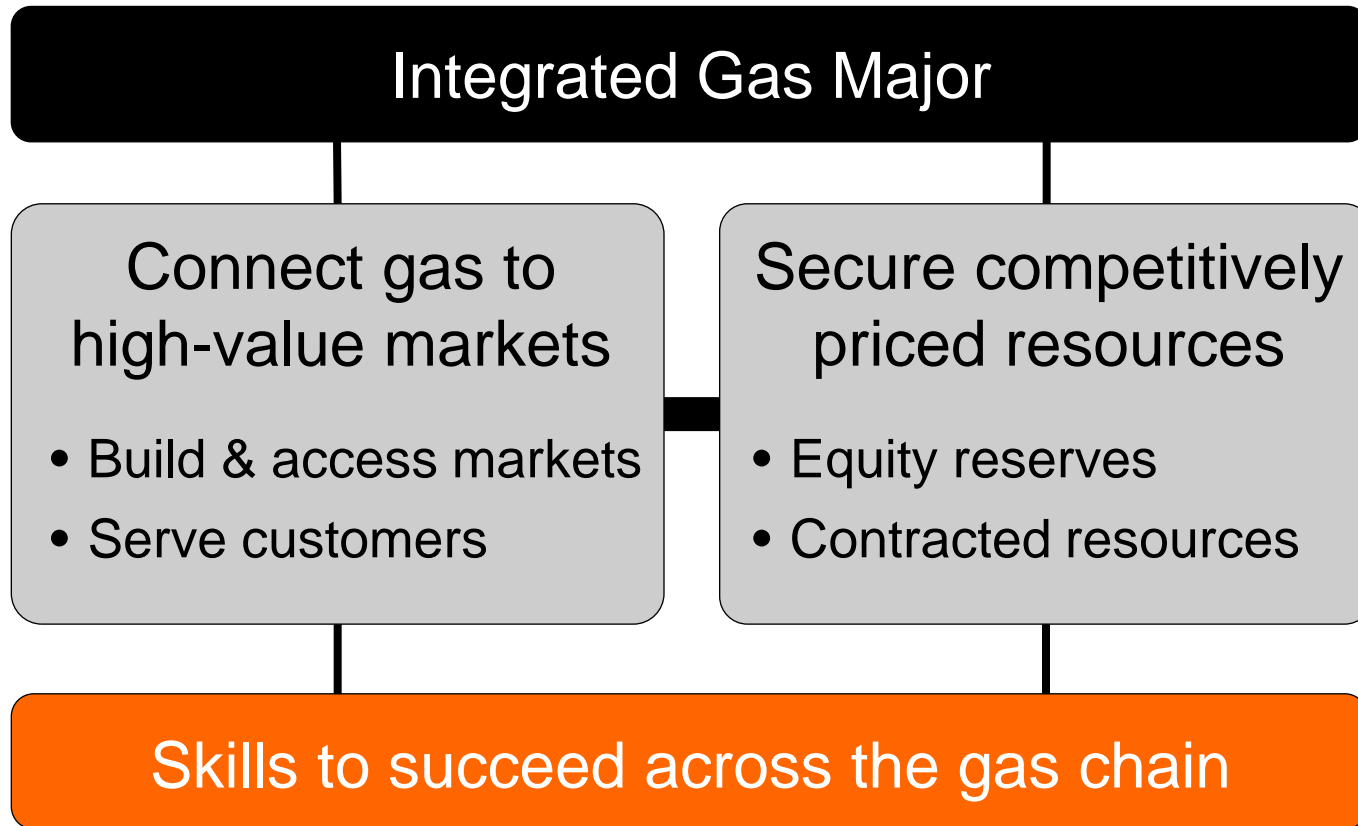 Integrated Gas Major
Connect gas to
high-value markets
• Build & access markets
• Serve customers
Secure competitively
priced resources
• Equity reserves
• Contracted resources
Skills to succeed across the gas chain